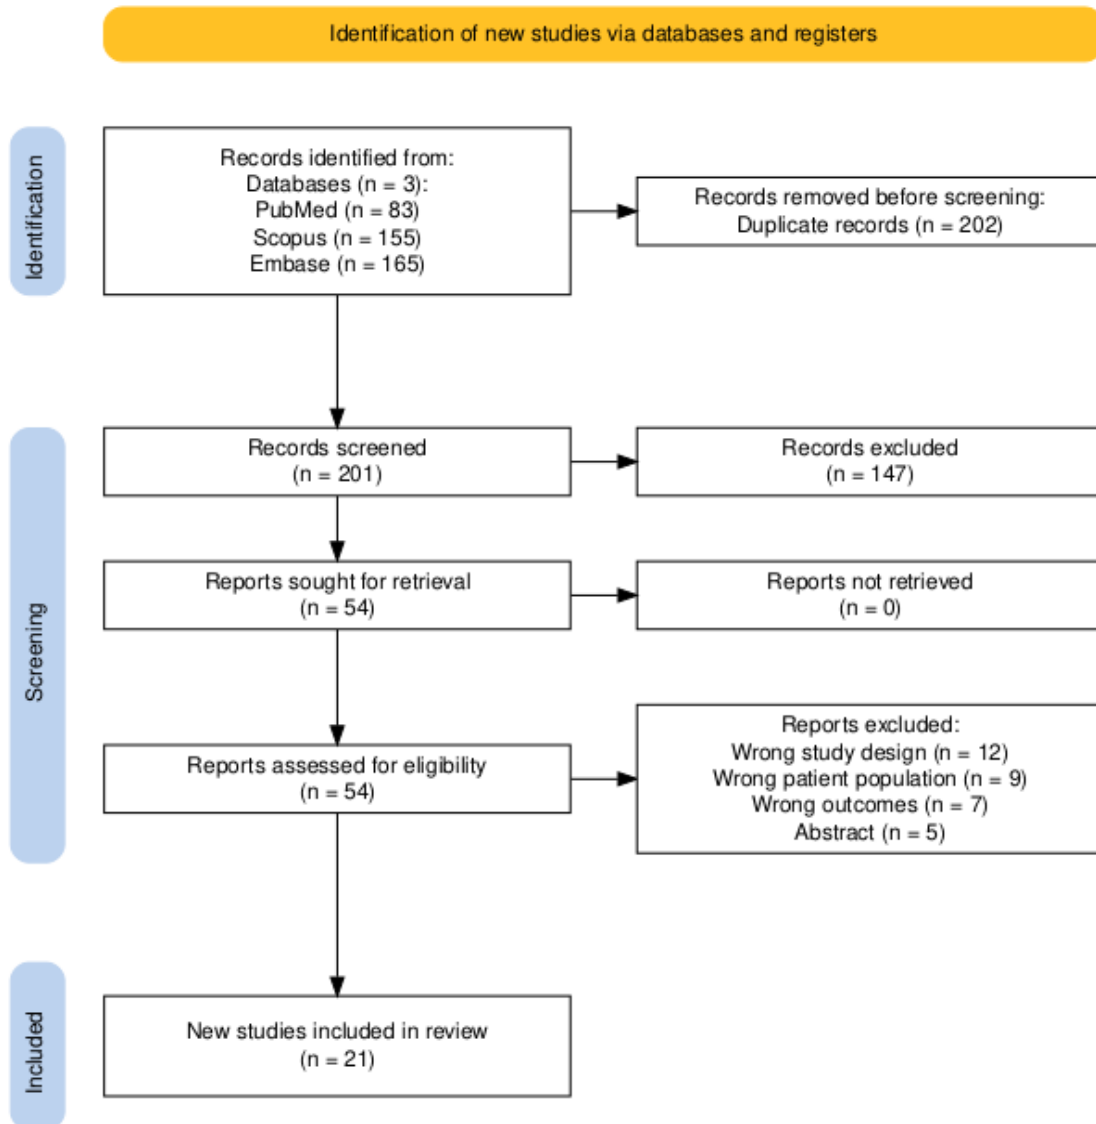 Identification of new studies via databases and registers
Identification
Records identified from:
Databases (n = 3):
PubMed (n = 83)
Scopus (n = 155)
Embase (n = 165)
Records removed before screening:
Duplicate records (n = 202)
Screening
Records screened
(n = 201)
Records excluded
(n = 147)
Reports sought for retrieval
(n = 54)
Reports not retrieved
(n = 0)
Reports assessed for eligibility
(n = 54)
Reports excluded:
Wrong study design (n = 12)
Wrong patient population (n = 9)
Wrong outcomes (n = 7)
Abstract (n = 5)
Included
New studies included in review
(n = 21)